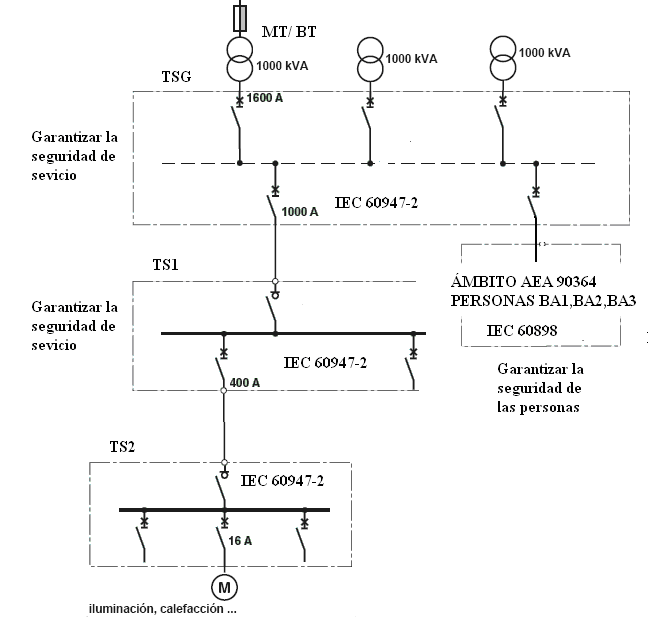 MT/ BT
1000 kVA
1000 kVA
1000 kVA
TSG
1600 A
Garantizar la
seguridad de
sevicio
1000 A
IEC 60947-2
TS1
ÁMBITO AEA 90364
PERSONAS BA1,BA2,BA3
IEC 60898
Garantizar la
seguridad de
sevicio
IEC 60947-2
400 A
Garantizar la
seguridad de
las personas
TS2
IEC 60947-2
16 A
M
iluminación, calefacción ...